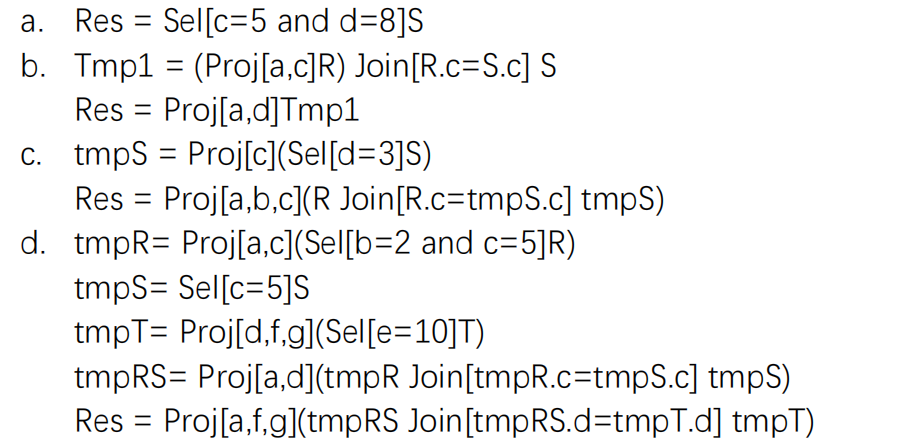 a. Res = Sel[c=5 and d=8]S
b. Tmp1 = (Proj[a,c]R) Join[R.c=S.c] S
Res = Proj[a,d]Tmp1
c. tmpS = Proj[c](Sel[d=3]S)
Res = Proj[a,b,c](R Join[R.c=tmpS.c] tmpS)
d. tmpR= Proj[a,c](Sel[b=2 and c=5]R)
tmpS= Sel[c=5]S
tmpT= Proj[d,f,g](Sel[e=10]T)
tmpRS= Proj[a,d](tmpR Join[tmpR.c=tmpS.c] tmpS)
Res = Proj[a,f,g](tmpRS Join[tmpRS.d=tmpT.d] tmpT)